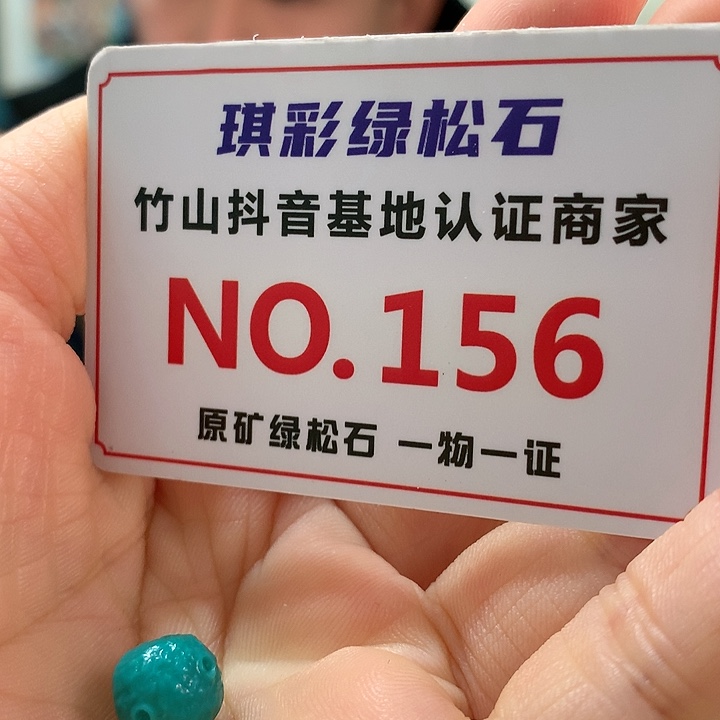 琪彩绿松石
竹山抖音基地认证商家
NO.156
原矿绿松石 一物一证